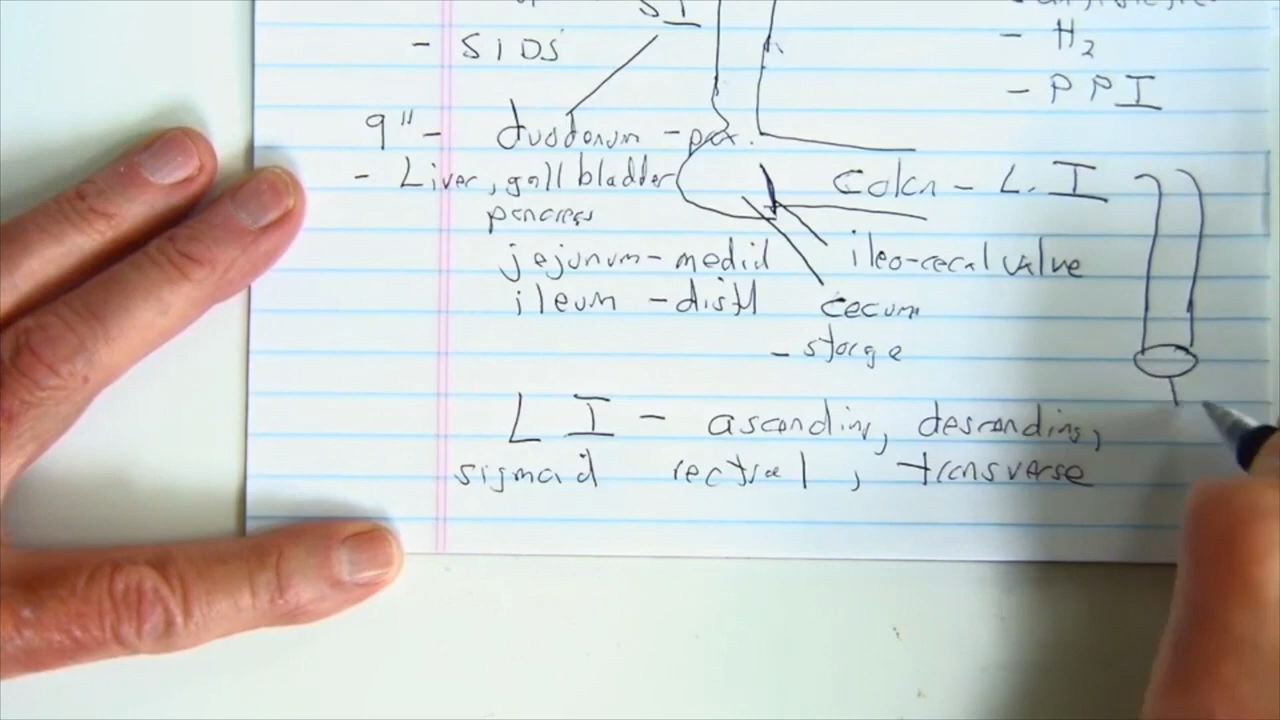 SI
- SIDS
- H2
- PPI
9" - duodenum - prox.
- Liver, gall bladder
pancreas
Colon - L.I
jejunum - medial
ileo-cecal valve
ileum - distl
cecum
- storge
LI - ascending, descending,
sigmoid rectal, transverse